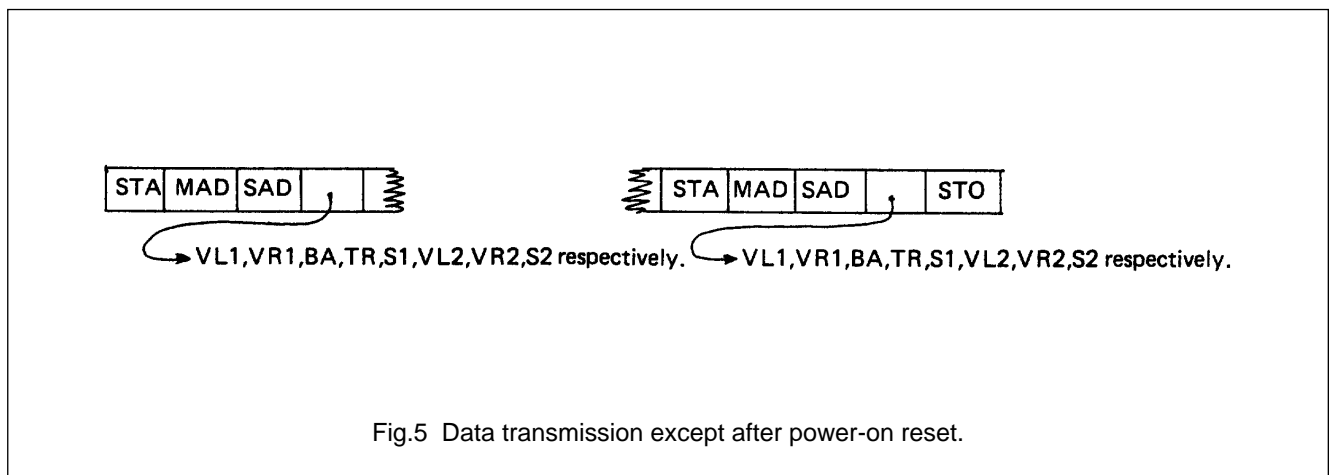 STA MAD SAD STA MAD SAD STO
VL1,VR1,BA,TR,S1,VL2,VR2,S2 respectively. VL1,VR1,BA,TR,S1,VL2,VR2,S2 respectively.
Fig.5 Data transmission except after power-on reset.